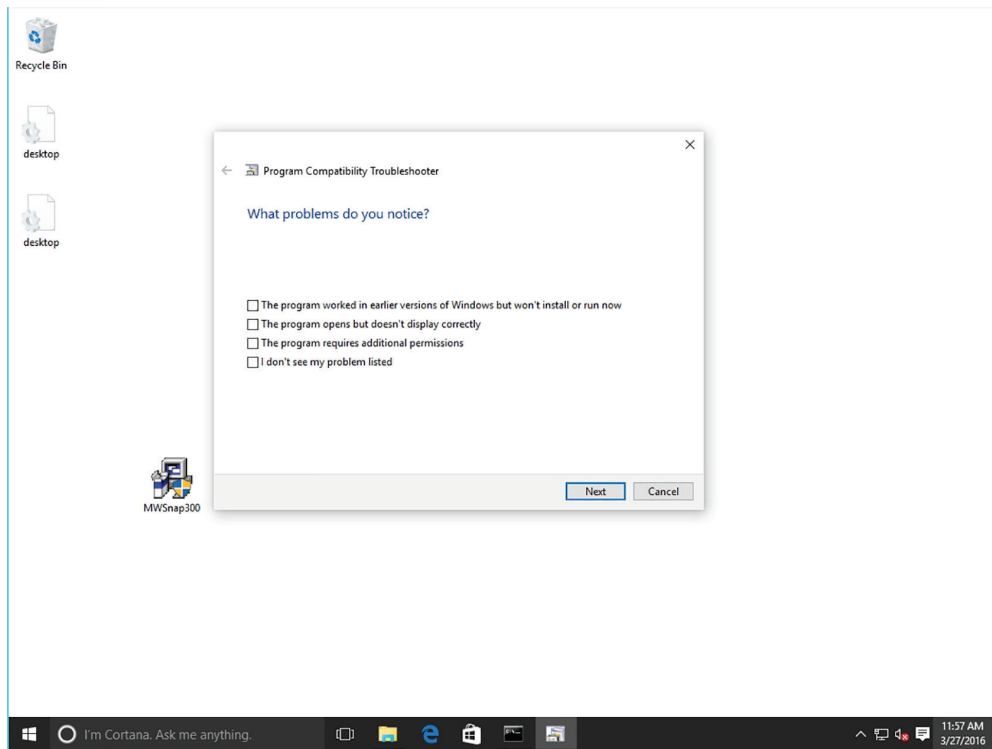 Recycle Bin
desktop
desktop
Program Compatibility Troubleshooter
What problems do you notice?
The program worked in earlier versions of Windows but won't install or run now
The program opens but doesn't display correctly
The program requires additional permissions
I don't see my problem listed
Next
Cancel
MWSnap300
I'm Cortana. Ask me anything.
11:57 AM
3/27/2016